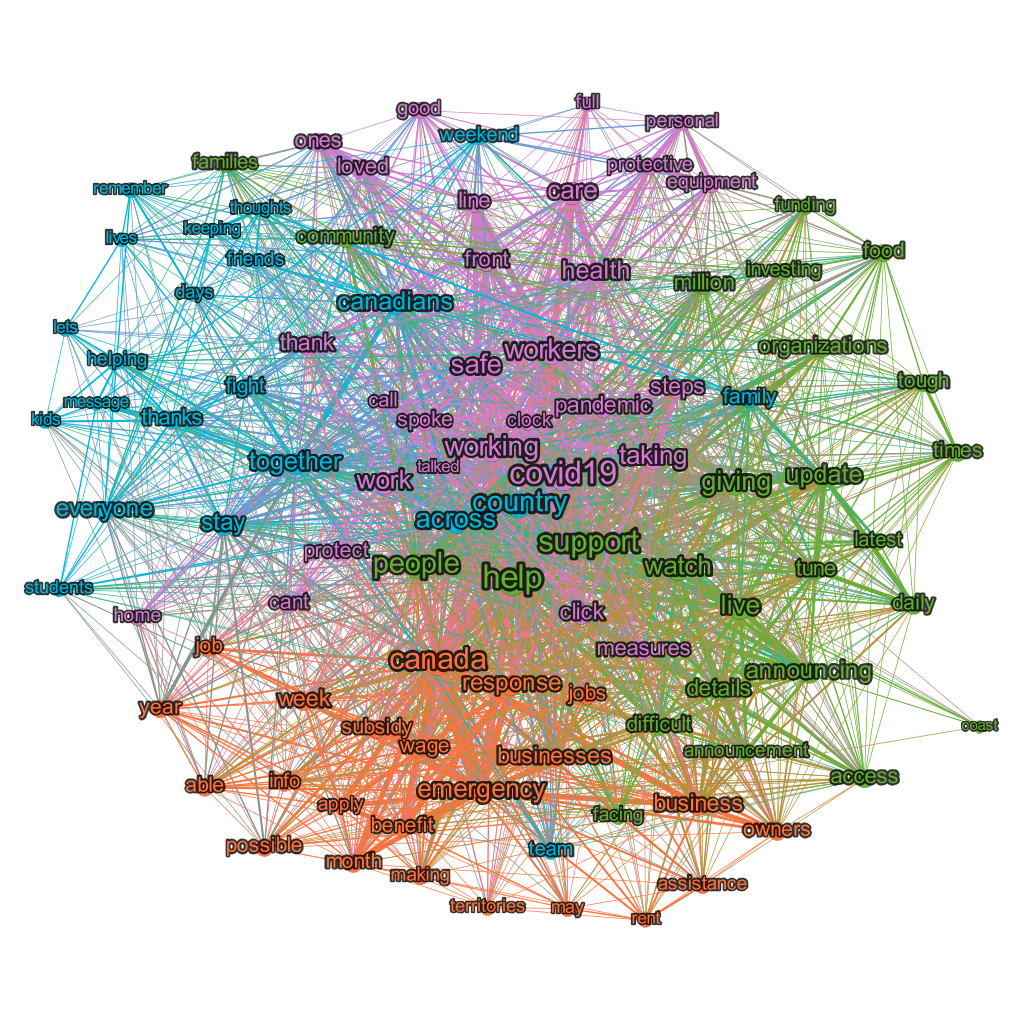 full
good
personal
weekend
ones
families
loved
protective
equipment
remember
care
line
funding
thoughts
keeping
community
lives
food
friends
front
health
investing
million
days
canadians
lets
thank
organizations
workers
helping
safe
tough
fight
steps
family
message
call
pandemic
kids
thanks
spoke
clock
working
times
taking
together
talked
covid19
update
work
giving
country
everyone
across
stay
support
latest
protect
people
watch
tune
help
students
cant
live
daily
home
click
job
measures
canada
announcing
response
details
jobs
week
year
subsidy
difficult
coast
wage
announcement
businesses
access
able
info
emergency
apply
business
facing
benefit
owners
possible
team
month
making
assistance
territories
may
rent